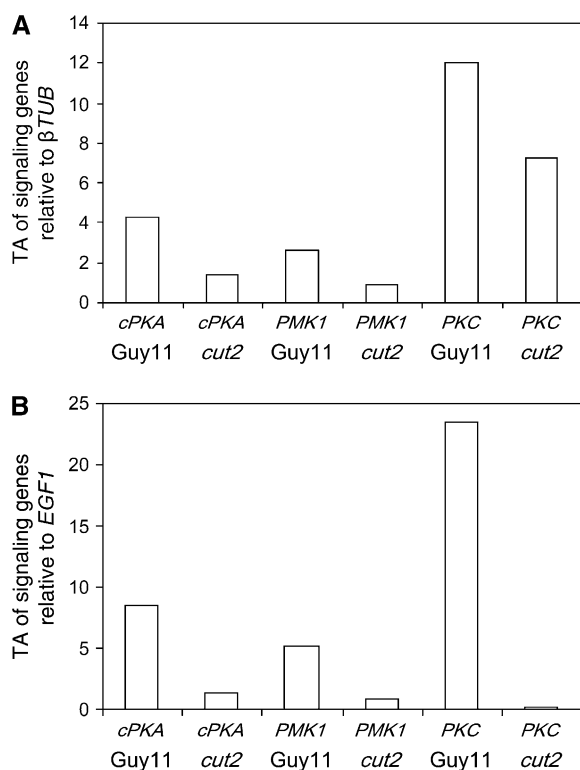 A
TA of signaling genes
relative to βTUB
14
12
10
8
6
4
2
0
cPKA cPKA PMK1 PMK1 PKC PKC
Guy11 cut2 Guy11 cut2 Guy11 cut2
B
TA of signaling genes
relative to EGF1
25
20
15
10
5
0
cPKA cPKA PMK1 PMK1 PKC PKC
Guy11 cut2 Guy11 cut2 Guy11 cut2